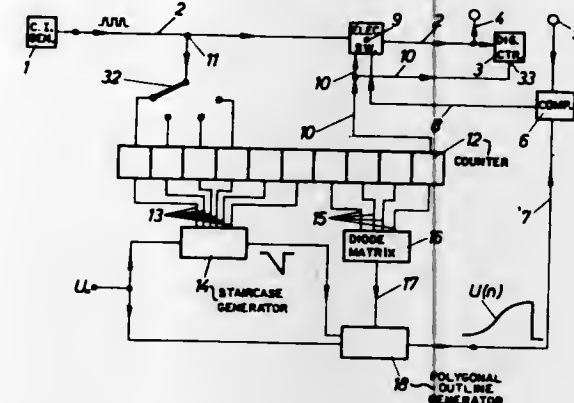 C.I.
GEN.
1
2
11
32
9
ELEC
SW.
2
4
DIG.
CTR.
3
33
10
10
10
8
COMP.
6
12
COUNTER
13
15
14
STAIRCASE
GENERATOR
DIODE
MATRIX
16
17
7
U(n)
18
POLYGONAL
OUTLINE
GENERATOR